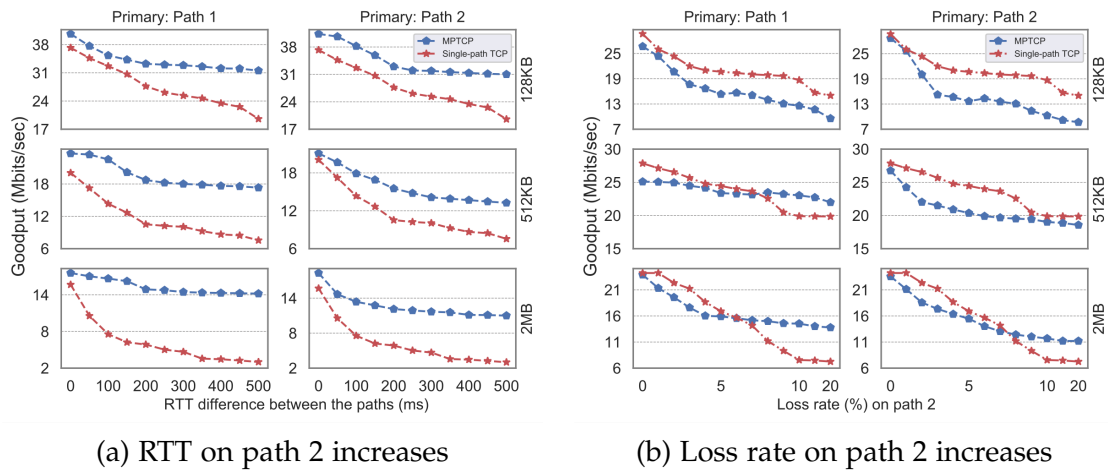 Primary: Path 1
Primary: Path 2
Goodput (Mbits/sec)
38
31
24
17
38
31
24
17
MPTCP
Single-path TCP
128KB
18
12
6
18
12
6
512KB
14
8
2
14
8
2
2MB
0 100 200 300 400 500
0 100 200 300 400 500
RTT difference between the paths (ms)
(a) RTT on path 2 increases
Primary: Path 1
Primary: Path 2
Goodput (Mbits/sec)
31
25
19
13
7
MPTCP
Single-path TCP
31
25
19
13
7
MPTCP
Single-path TCP
128KB
30
25
20
15
30
25
20
15
512KB
21
16
11
6
21
16
11
6
2MB
0 5 10 20
0 5 10 20
Loss rate (%) on path 2
(b) Loss rate on path 2 increases